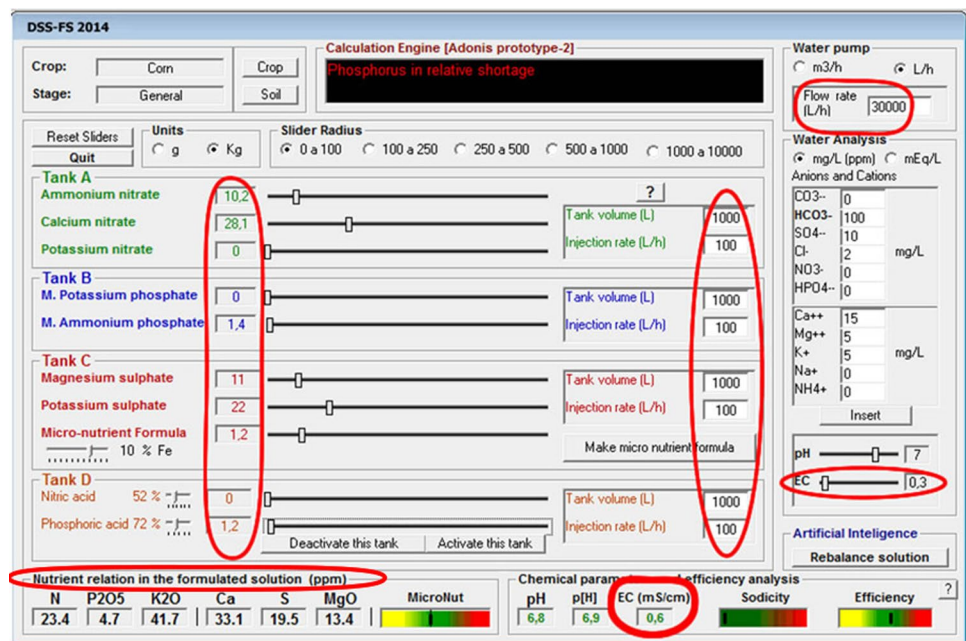 DSS-FS 2014
Crop: Corn Crop
Stage: General Soil
Calculation Engine [Adonis prototype-2]
Phosphorus in relative shortage
Water pump
m3/h L/h
Flow rate (L/h) 30000
Reset Sliders
Quit
Units
g Kg
Slider Radius
0 a 100 100 a 250 250 a 500 500 a 1000 1000 a 10000
Tank A
Ammonium nitrate 10,2
Calcium nitrate 28,1
Potassium nitrate 0
?
Tank volume (L) 1000
Injection rate (L/h) 100
Tank B
M. Potassium phosphate 0
M. Ammonium phosphate 1,4
Tank volume (L) 1000
Injection rate (L/h) 100
Tank C
Magnesium sulphate 11
Potassium sulphate 22
Micro-nutrient Formula 1,2
10 % Fe
Tank volume (L) 1000
Injection rate (L/h) 100
Make micro nutrient formula
Tank D
Nitric acid 52 % 0
Phosphoric acid 72 % 1,2
Deactivate this tank Activate this tank
Tank volume (L) 1000
Injection rate (L/h) 100
Water Analysis
mg/L (ppm) mEq/L
Anions and Cations
CO3-- 0
HCO3- 100
SO4-- 10
Cl- 2 mg/L
NO3- 0
HPO4-- 0
Ca++ 15
Mg++ 5
K+ 5 mg/L
Na+ 0
NH4+ 0
Insert
pH 7
EC 0,3
Artificial Inteligence
Rebalance solution
Nutrient relation in the formulated solution (ppm)
N P2O5 K2O Ca S MgO MicroNut
23.4 4.7 41.7 33.1 19.5 13.4
Chemical and efficiency analysis
?
pH p[H] EC (mS/cm) Sodicity Efficiency
6,8 6,9 0,6